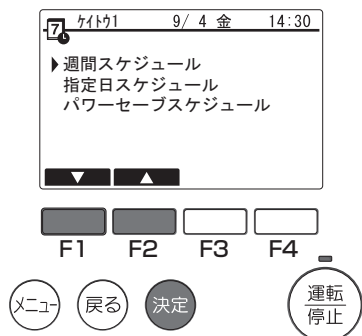 7 ケイトウ1 9/ 4 金 14:30
▶週間スケジュール
指定日スケジュール
パワーセーブスケジュール
▼ ▲
F1 F2 F3 F4
メニュー 戻る 決定 運転
停止